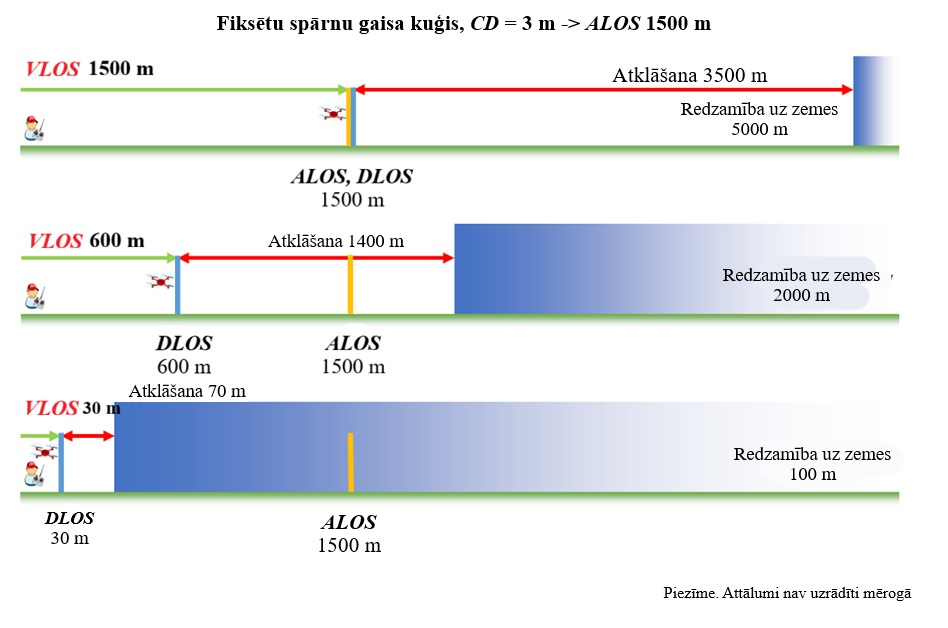 Fiksētu spārnu gaisa kuģis, CD = 3 m -> ALOS 1500 m
VLOS 1500 m
Atklāšana 3500 m
Redzamība uz zemes
5000 m
ALOS, DLOS
1500 m
VLOS 600 m
Atklāšana 1400 m
Redzamība uz zemes
2000 m
DLOS
600 m
ALOS
1500 m
Atklāšana 70 m
VLOS 30 m
Redzamība uz zemes
100 m
DLOS
30 m
ALOS
1500 m
Piezīme. Attālumi nav uzrādīti mērogā